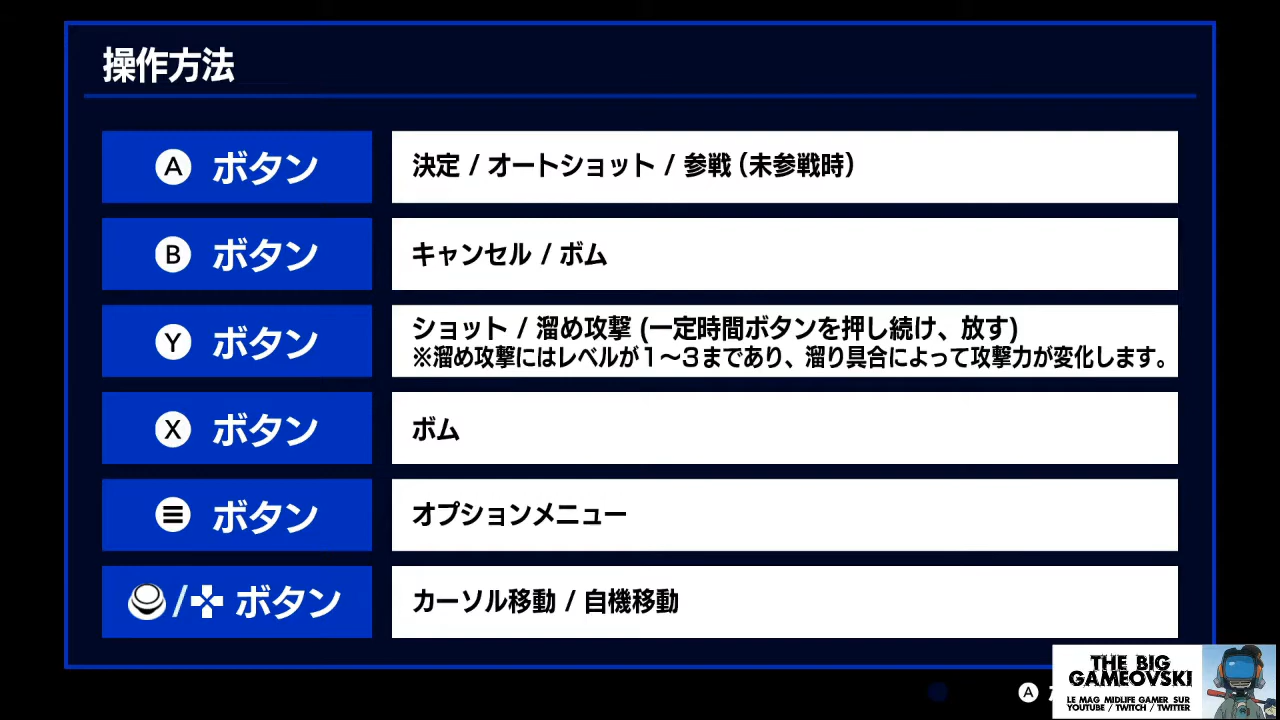 操作方法
A ボタン
決定 / オートショット / 参戦（未参戦時）
B ボタン
キャンセル / ボム
Y ボタン
ショット / 溜め攻撃 (一定時間ボタンを押し続け、放す)
※溜め攻撃にはレベルが１〜３まであり、溜り具合によって攻撃力が変化します。
X ボタン
ボム
ボタン
オプションメニュー
/ ボタン
カーソル移動 / 自機移動
A
THE BIG
GAMEOVSKI
LE MAG MIDLIFE GAMER SUR
YOUTUBE / TWITCH / TWITTER